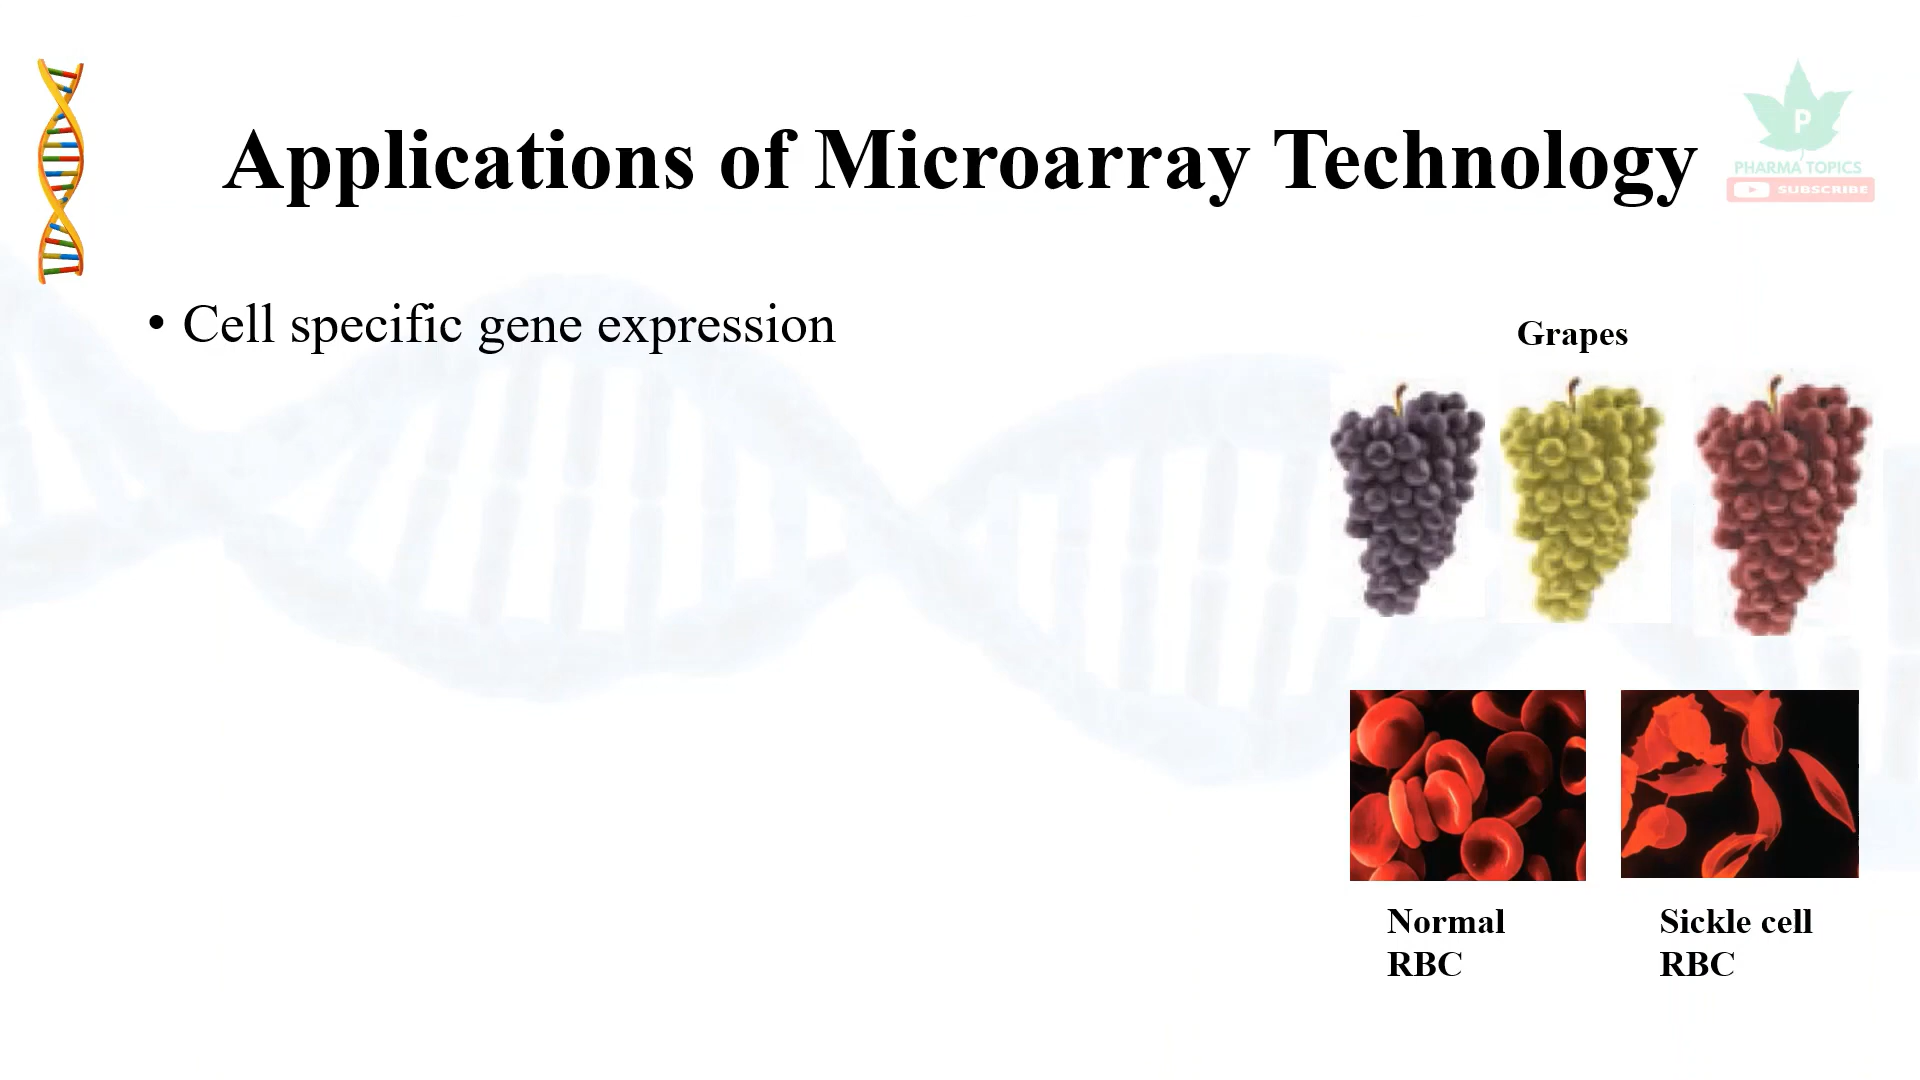 Applications of Microarray Technology
P
PHARMA TOPICS
SUBSCRIBE
• Cell specific gene expression
Grapes
Normal
RBC
Sickle cell
RBC